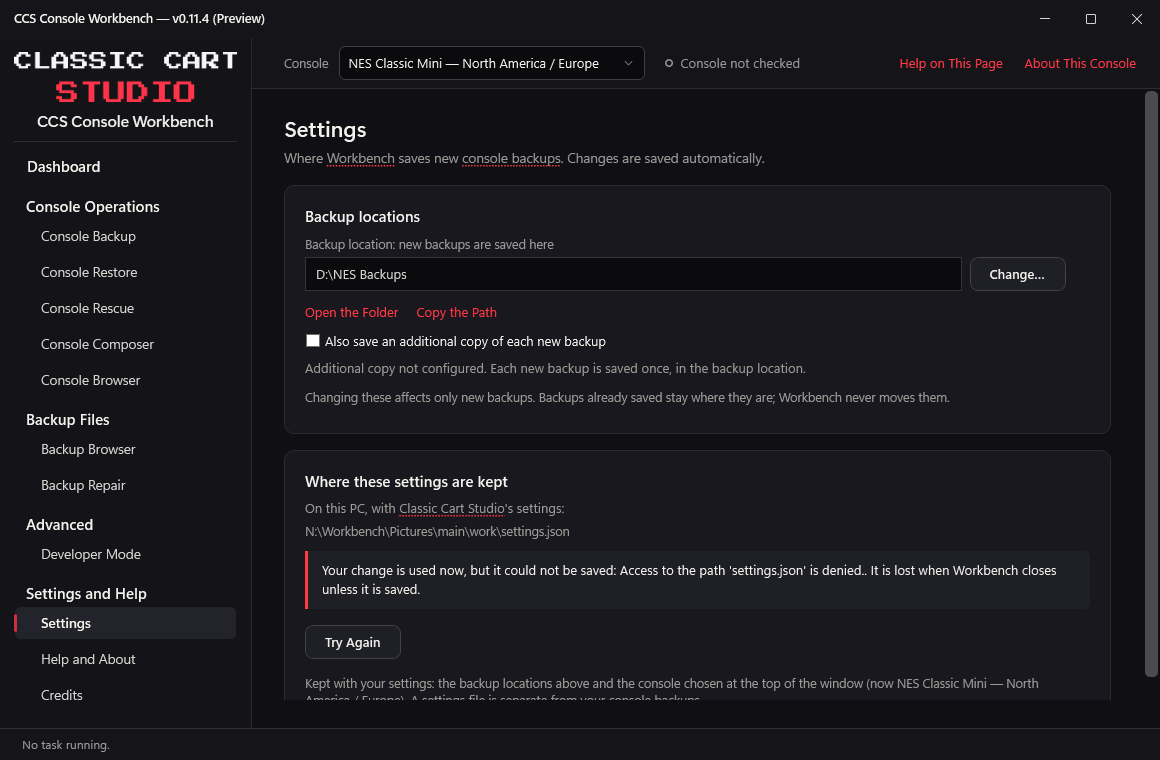 CCS Console Workbench — v0.11.4 (Preview)
CLASSIC CART
STUDIO
CCS Console Workbench
Dashboard
Console Operations
Console Backup
Console Restore
Console Rescue
Console Composer
Console Browser
Backup Files
Backup Browser
Backup Repair
Advanced
Developer Mode
Settings and Help
Settings
Help and About
Credits
Console
NES Classic Mini — North America / Europe
Console not checked
Help on This Page
About This Console
Settings
Where Workbench saves new console backups. Changes are saved automatically.
Backup locations
Backup location: new backups are saved here
D:\NES Backups
Change...
Open the Folder
Copy the Path
Also save an additional copy of each new backup
Additional copy not configured. Each new backup is saved once, in the backup location.
Changing these affects only new backups. Backups already saved stay where they are; Workbench never moves them.
Where these settings are kept
On this PC, with Classic Cart Studio's settings:
N:\Workbench\Pictures\main\work\settings.json
Your change is used now, but it could not be saved: Access to the path 'settings.json' is denied.. It is lost when Workbench closes
unless it is saved.
Try Again
Kept with your settings: the backup locations above and the console chosen at the top of the window (now NES Classic Mini — North
America / Europe). A settings file is separate from your console backups.
No task running.